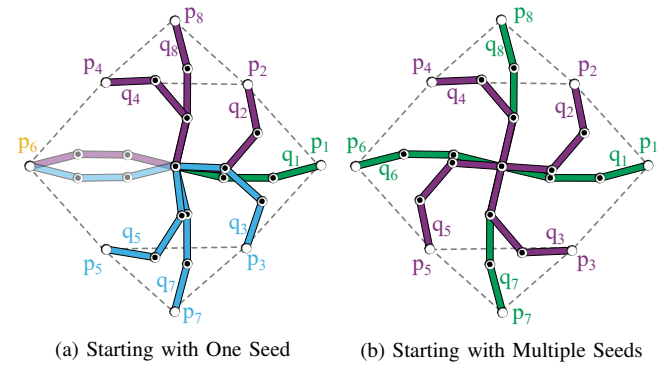 p8
q8
p4
q4
p2
q2
p6
q1
p1
q5
q3
p5
q7
p3
p7
(a) Starting with One Seed
p8
q8
p4
q4
p2
q2
p6
q6
q1
p1
q5
q3
p5
q7
p3
p7
(b) Starting with Multiple Seeds